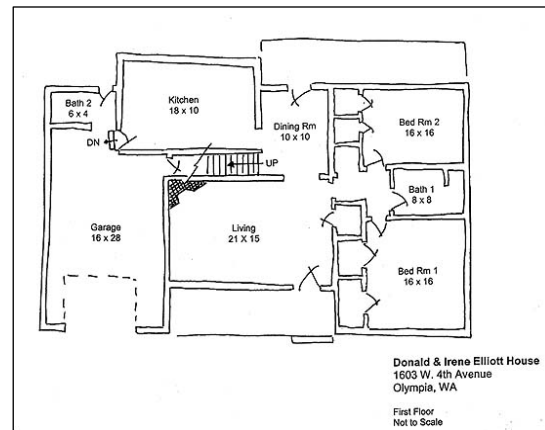 Bath 2
6 x 4
Kitchen
18 x 10
Dining Rm
10 x 10
Bed Rm 2
16 x 16
DN
UP
Bath 1
8 x 8
Garage
16 x 28
Living
21 X 15
Bed Rm 1
16 x 16
Donald & Irene Elliott House
1603 W. 4th Avenue
Olympia, WA
First Floor
Not to Scale